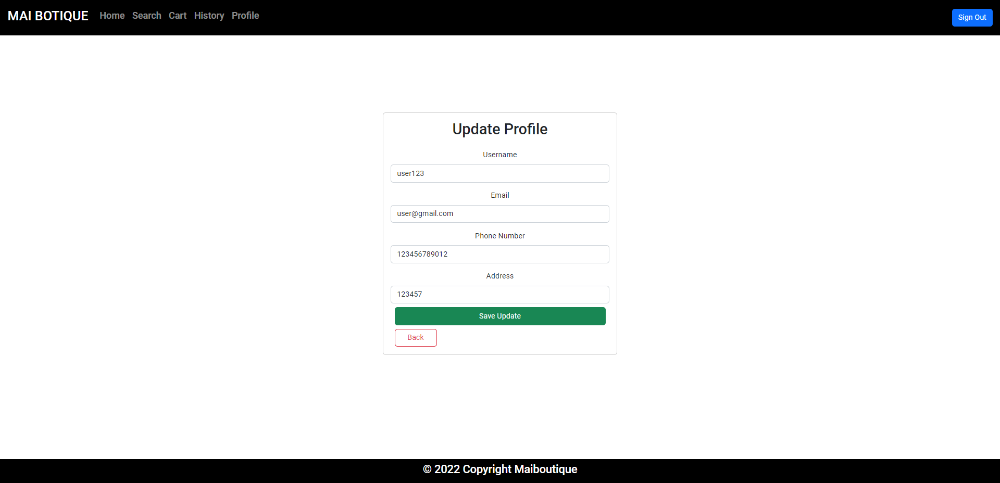 MAI BOTIQUE Home Search Cart History Profile Sign Out
Update Profile
Username
user123
Email
user@gmail.com
Phone Number
123456789012
Address
123457
Save Update
Back
© 2022 Copyright Maiboutique